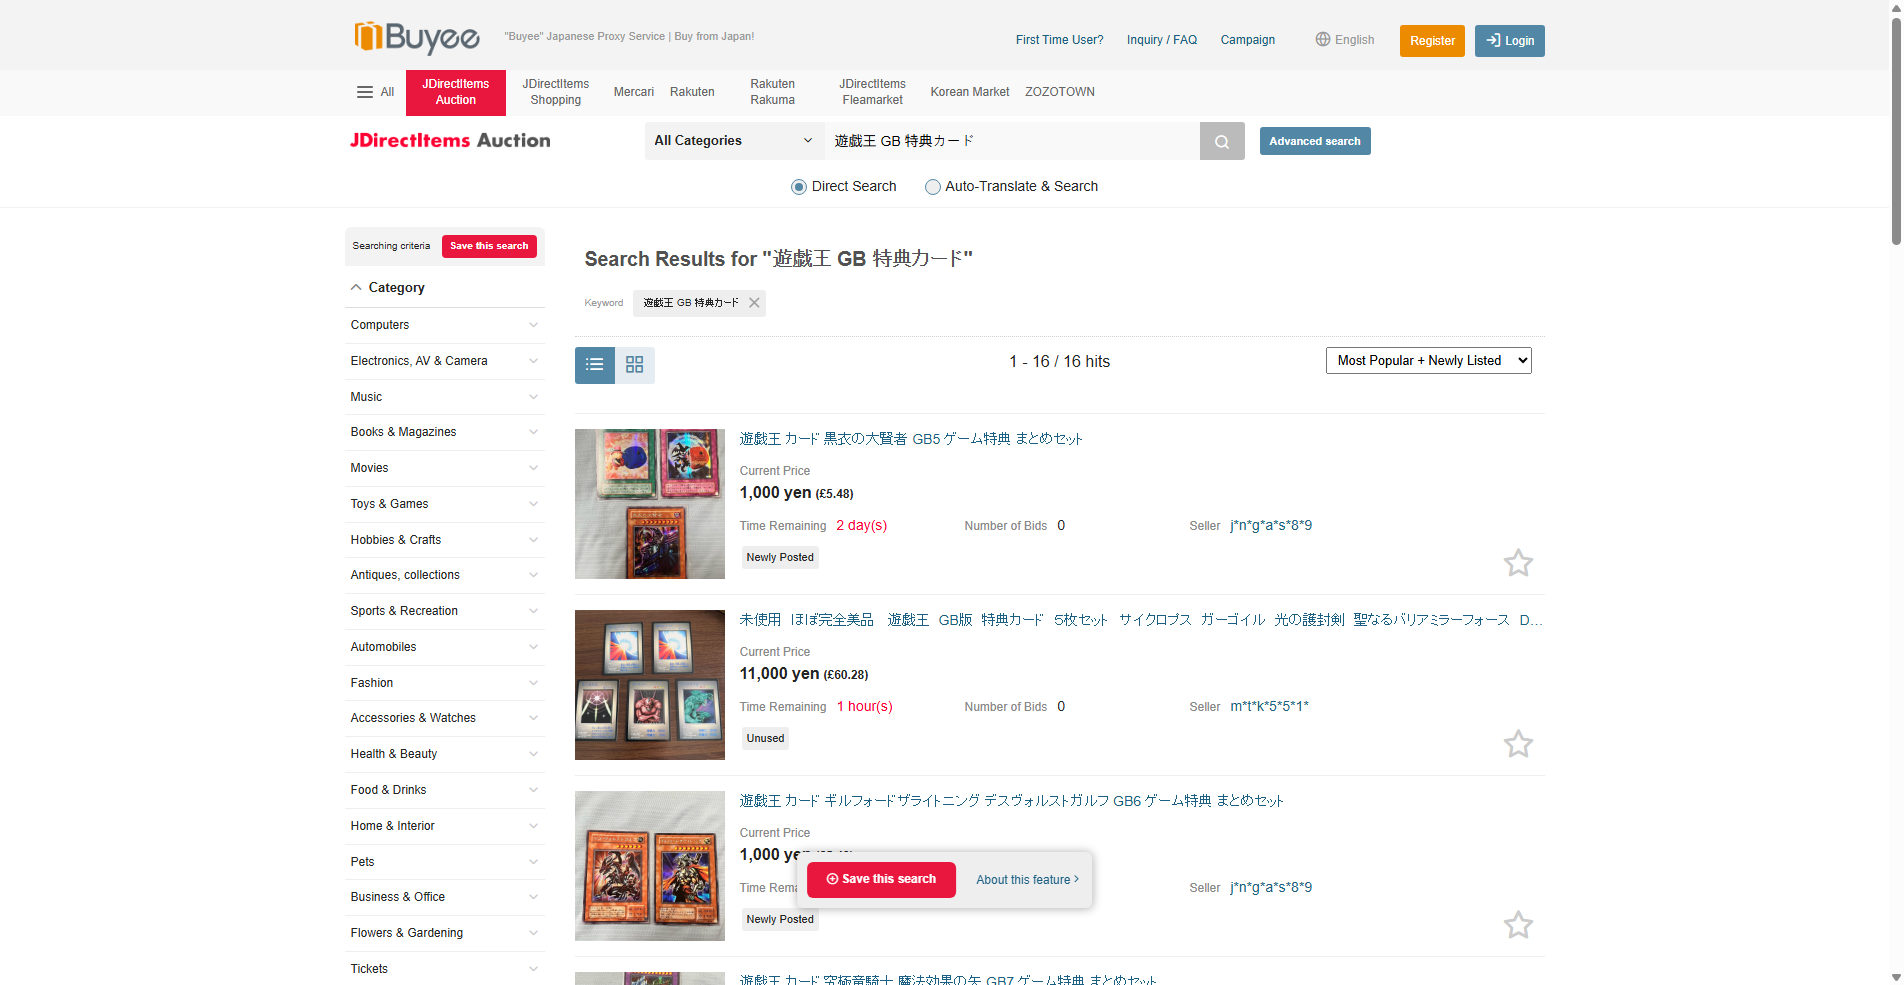 Buyee
"Buyee" Japanese Proxy Service | Buy from Japan!
First Time User?
Inquiry / FAQ
Campaign
English
Register
Login
All
JDirectItems Auction
JDirectItems Shopping
Mercari
Rakuten
Rakuten Rakuma
JDirectItems Fleamarket
Korean Market
ZOZOTOWN
JDirectItems Auction
All Categories
遊戯王 GB 特典カード
Advanced search
Direct Search
Auto-Translate & Search
Searching criteria
Save this search
Category
Computers
Electronics, AV & Camera
Music
Books & Magazines
Movies
Toys & Games
Hobbies & Crafts
Antiques, collections
Sports & Recreation
Automobiles
Fashion
Accessories & Watches
Health & Beauty
Food & Drinks
Home & Interior
Pets
Business & Office
Flowers & Gardening
Tickets
Search Results for "遊戯王 GB 特典カード"
Keyword
遊戯王 GB 特典カード
1 - 16 / 16 hits
Most Popular + Newly Listed
遊戯王 カード 黒衣の大賢者 GB5 ゲーム特典 まとめセット
Current Price
1,000 yen (£5.48)
Time Remaining 2 day(s)
Number of Bids 0
Seller j*n*g*a*s*8*9
Newly Posted
未使用　ほぼ完全美品　遊戯王　GB版　特典カード　5枚セット　サイクロプス　ガーゴイル　光の護封剣　聖なるバリアミラーフォース　D...
Current Price
11,000 yen (£60.28)
Time Remaining 1 hour(s)
Number of Bids 0
Seller m*t*k*5*5*1*
Unused
遊戯王 カード ギルフォードザライトニング デスヴォルストガルフ GB6 ゲーム特典 まとめセット
Current Price
1,000 yen
Time Rema
Seller j*n*g*a*s*8*9
Newly Posted
Save this search
About this feature
遊戯王 カード 究極竜騎士 魔法効果の矢 GB7 ゲーム特典 まとめセット